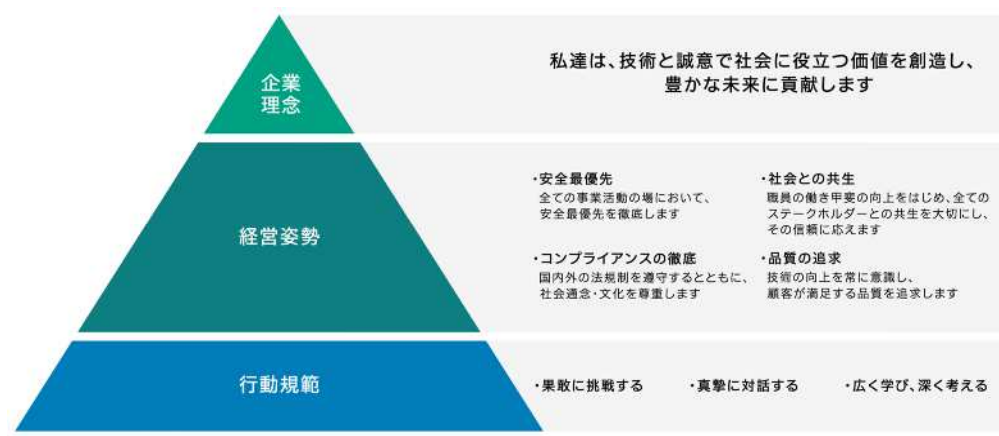 企業
理念
私達は、技術と誠意で社会に役立つ価値を創造し、
豊かな未来に貢献します
経営姿勢
・安全最優先
全ての事業活動の場において、
安全最優先を徹底します
・社会との共生
職員の働き甲斐の向上をはじめ、全ての
ステークホルダーとの共生を大切にし、
その信頼に応えます
・コンプライアンスの徹底
国内外の法規制を遵守するとともに、
社会通念・文化を尊重します
・品質の追求
技術の向上を常に意識し、
顧客が満足する品質を追求します
行動規範
・果敢に挑戦する
・真摯に対話する
・広く学び、深く考える